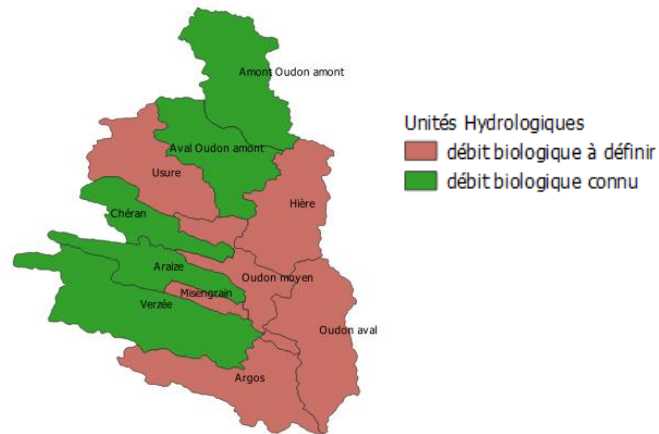 Amont Oudon amont
Aval Oudon amont
Usure
Hière
Chéran
Araize
Oudon moyen
Misengrain
Verzée
Oudon aval
Argos
Unités Hydrologiques
débit biologique à définir
débit biologique connu